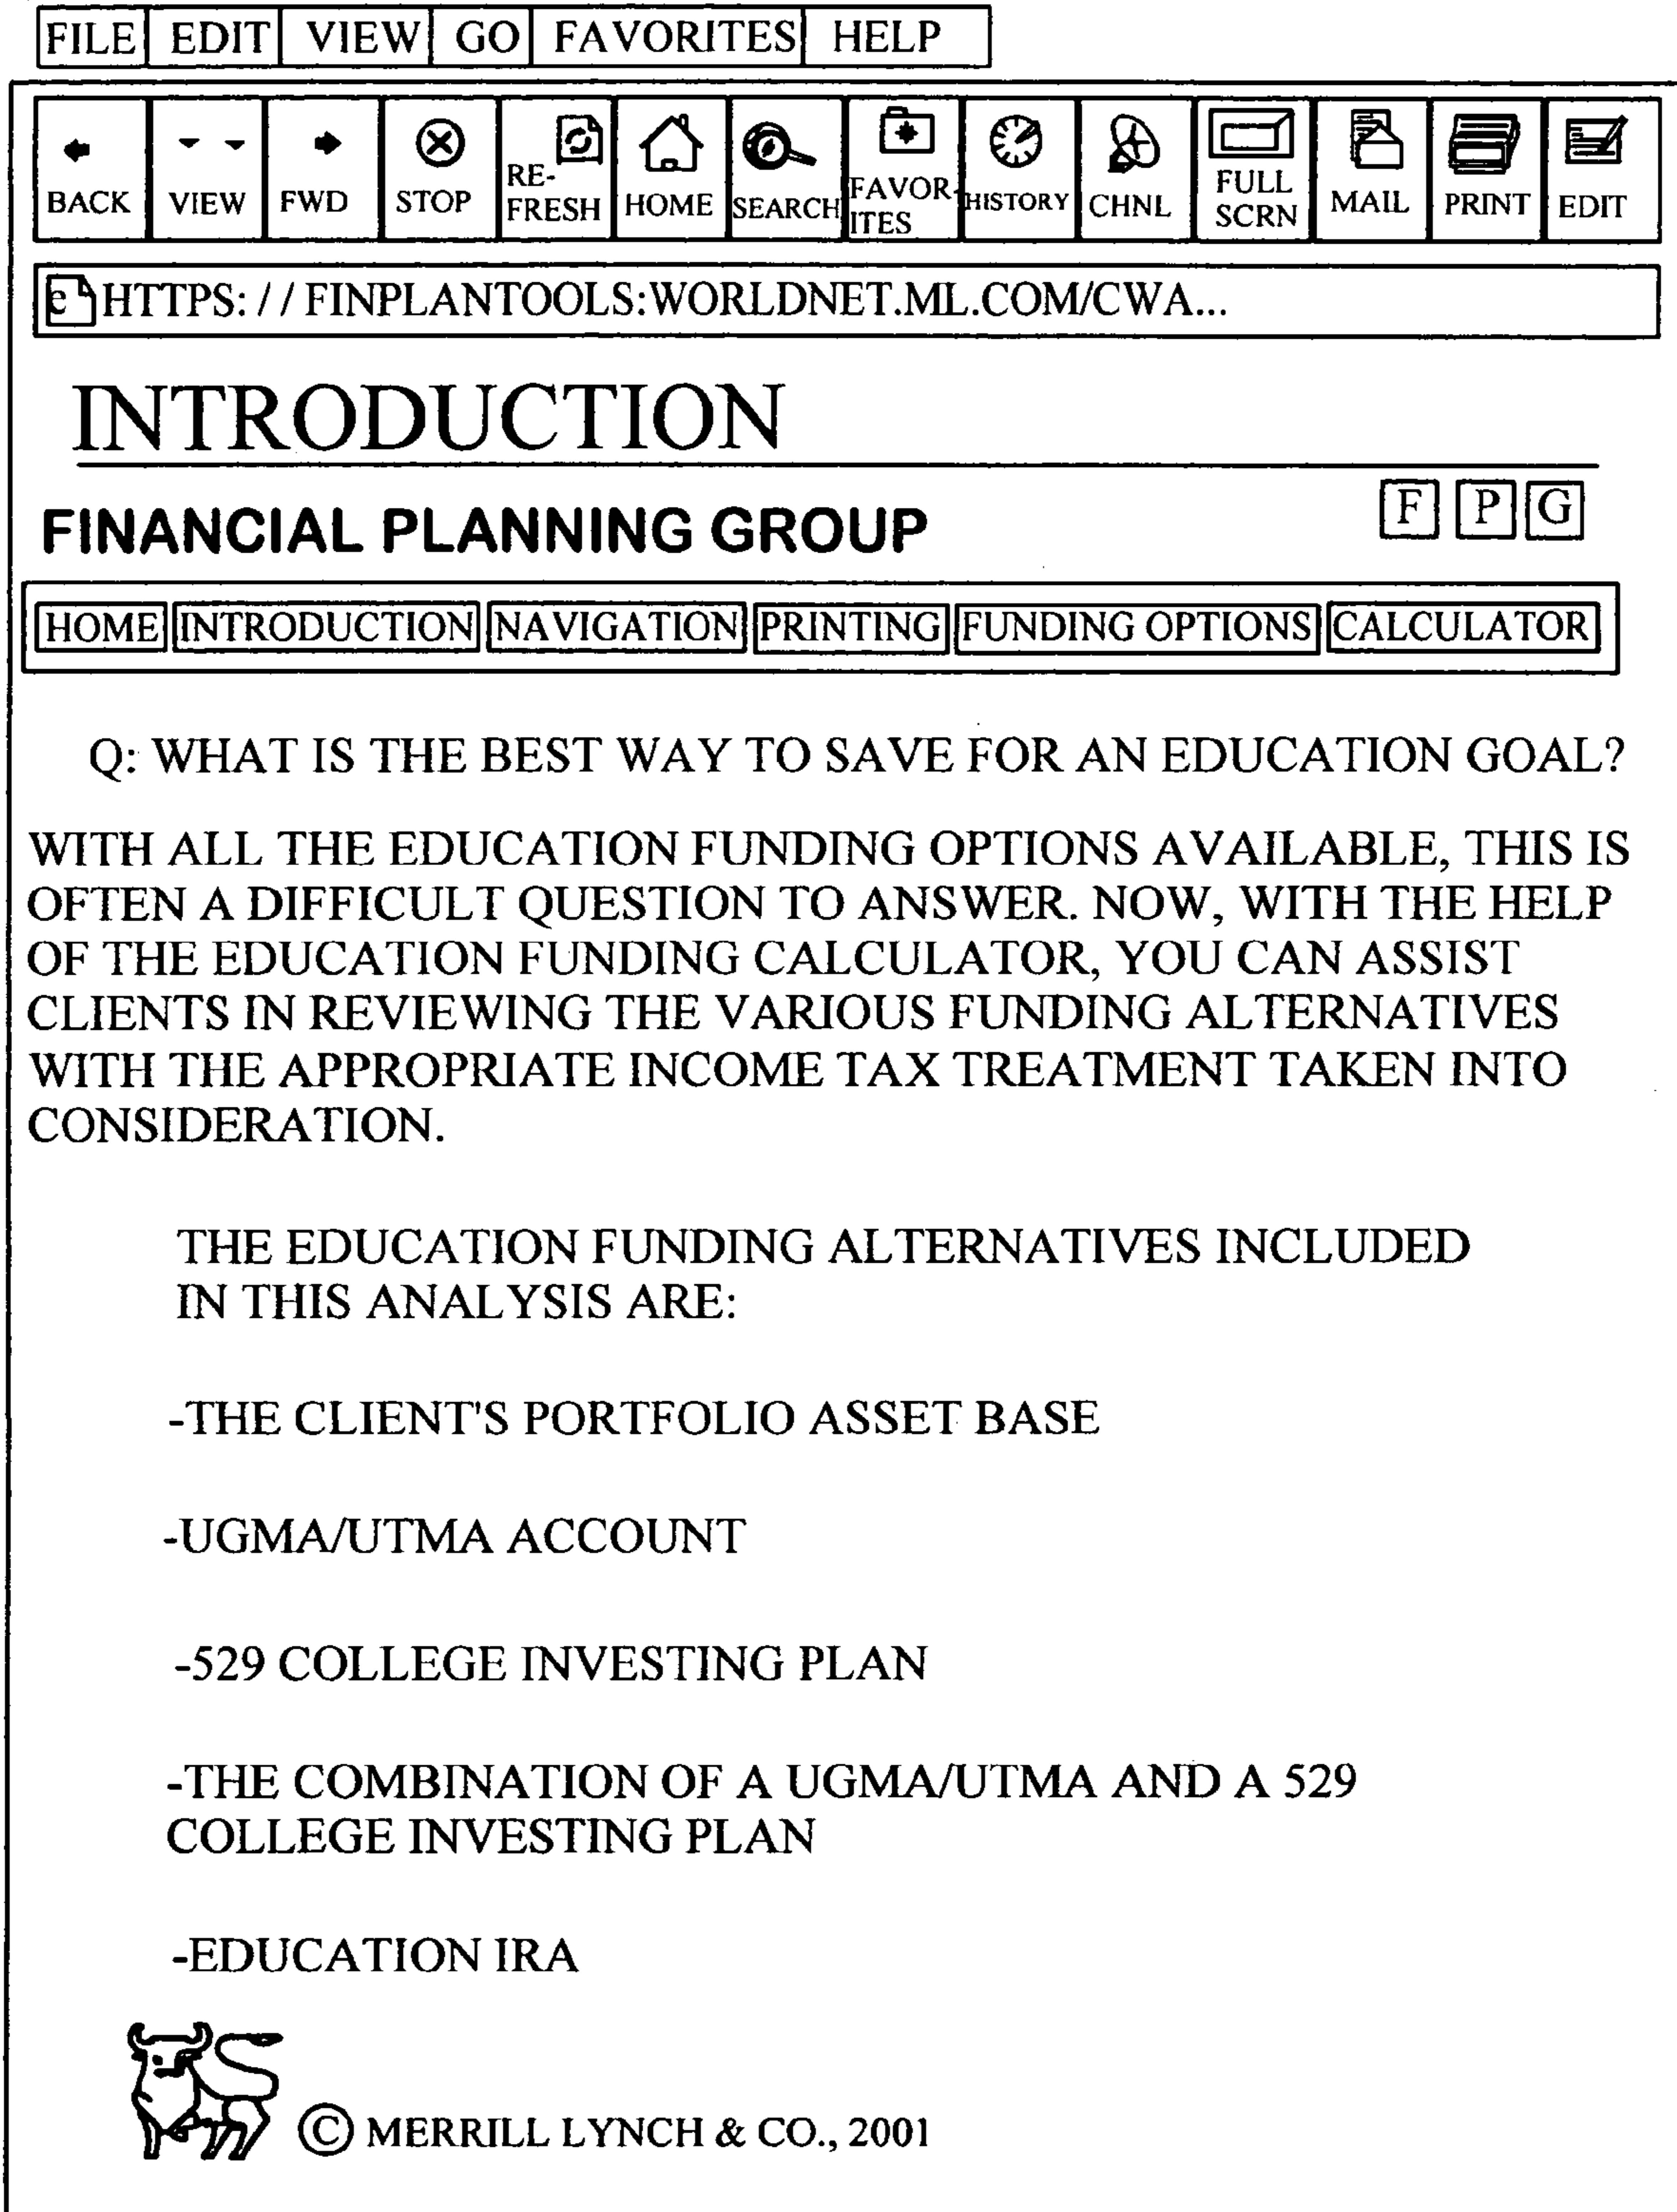 FILE EDIT VIEW GO FAVORITES HELP
BACK VIEW FWD STOP RE-FRESH HOME SEARCH FAVOR-ITES HISTORY CHNL FULL SCRN MAIL PRINT EDIT
e HTTPS: / / FINPLANTOOLS:WORLDNET.ML.COM/CWA...
INTRODUCTION
FINANCIAL PLANNING GROUP F P G
HOME INTRODUCTION NAVIGATION PRINTING FUNDING OPTIONS CALCULATOR
Q: WHAT IS THE BEST WAY TO SAVE FOR AN EDUCATION GOAL?
WITH ALL THE EDUCATION FUNDING OPTIONS AVAILABLE, THIS IS
OFTEN A DIFFICULT QUESTION TO ANSWER. NOW, WITH THE HELP
OF THE EDUCATION FUNDING CALCULATOR, YOU CAN ASSIST
CLIENTS IN REVIEWING THE VARIOUS FUNDING ALTERNATIVES
WITH THE APPROPRIATE INCOME TAX TREATMENT TAKEN INTO
CONSIDERATION.
THE EDUCATION FUNDING ALTERNATIVES INCLUDED
IN THIS ANALYSIS ARE:
-THE CLIENT'S PORTFOLIO ASSET BASE
-UGMA/UTMA ACCOUNT
-529 COLLEGE INVESTING PLAN
-THE COMBINATION OF A UGMA/UTMA AND A 529
COLLEGE INVESTING PLAN
-EDUCATION IRA
© MERRILL LYNCH & CO., 2001